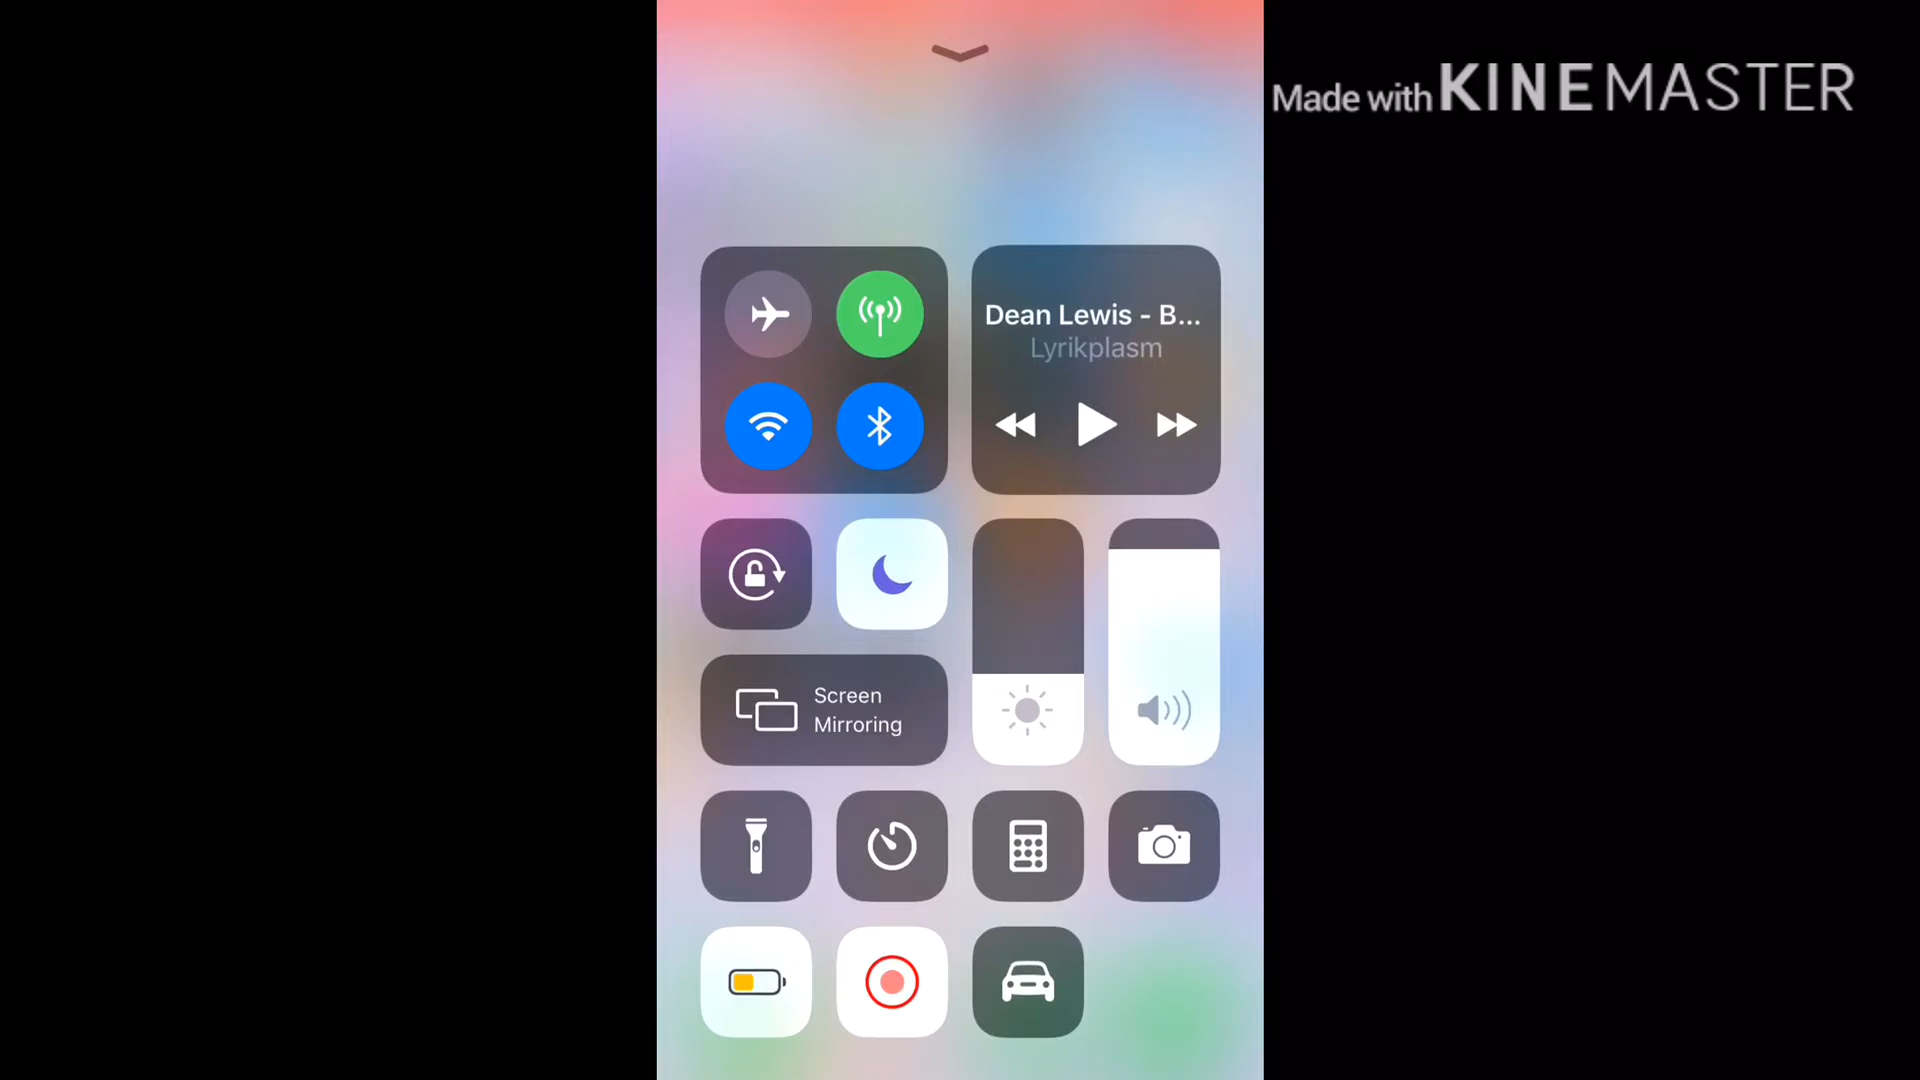 Made with KINEMASTER
Dean Lewis - B...
Lyrikplasm
Screen
Mirroring